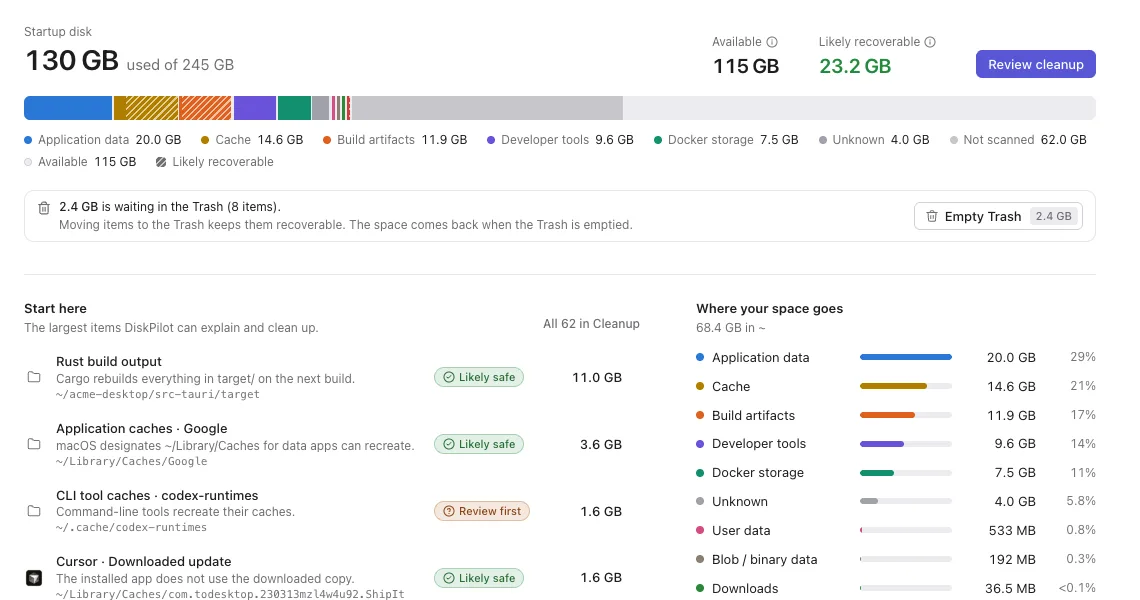 Startup disk
130 GB used of 245 GB
Available
115 GB
Likely recoverable
23.2 GB
Review cleanup
Application data 20.0 GB
Cache 14.6 GB
Build artifacts 11.9 GB
Developer tools 9.6 GB
Docker storage 7.5 GB
Unknown 4.0 GB
Not scanned 62.0 GB
Available 115 GB
Likely recoverable
2.4 GB is waiting in the Trash (8 items).
Moving items to the Trash keeps them recoverable. The space comes back when the Trash is emptied.
Empty Trash 2.4 GB
Start here
The largest items DiskPilot can explain and clean up.
All 62 in Cleanup
Rust build output
Cargo rebuilds everything in target/ on the next build.
~/acme-desktop/src-tauri/target
Likely safe
11.0 GB
Application caches · Google
macOS designates ~/Library/Caches for data apps can recreate.
~/Library/Caches/Google
Likely safe
3.6 GB
CLI tool caches · codex-runtimes
Command-line tools recreate their caches.
~/.cache/codex-runtimes
Review first
1.6 GB
Cursor · Downloaded update
The installed app does not use the downloaded copy.
~/Library/Caches/com.todesktop.230313mzl4w4u92.ShipIt
Likely safe
1.6 GB
Where your space goes
68.4 GB in ~
Application data 20.0 GB 29%
Cache 14.6 GB 21%
Build artifacts 11.9 GB 17%
Developer tools 9.6 GB 14%
Docker storage 7.5 GB 11%
Unknown 4.0 GB 5.8%
User data 533 MB 0.8%
Blob / binary data 192 MB 0.3%
Downloads 36.5 MB <0.1%